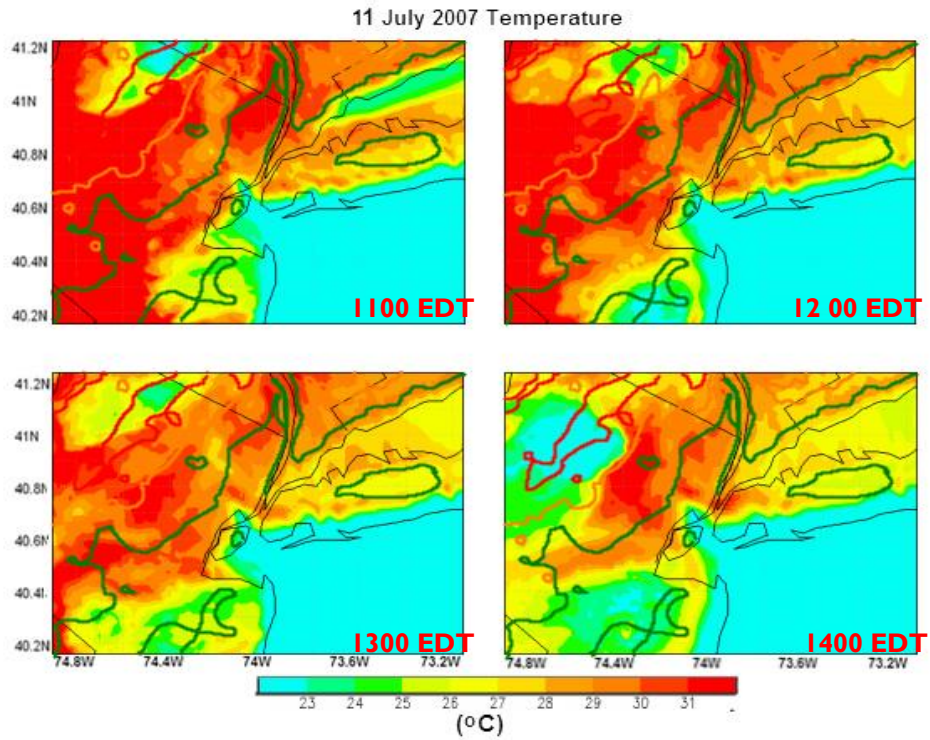 11 July 2007 Temperature
41.2N
41N
40.8N
40.6N
40.4N
40.2N
1100 EDT
12 00 EDT
41.2N
41N
40.8N
40.6N
40.4I.
40.2N
1300 EDT
1400 EDT
74.8W 74.4W 74W 73.6W 73.2W
74.8W 74.4W 74W 73.6W 73.2W
23 24 25 26 27 28 29 30 31
(°C)